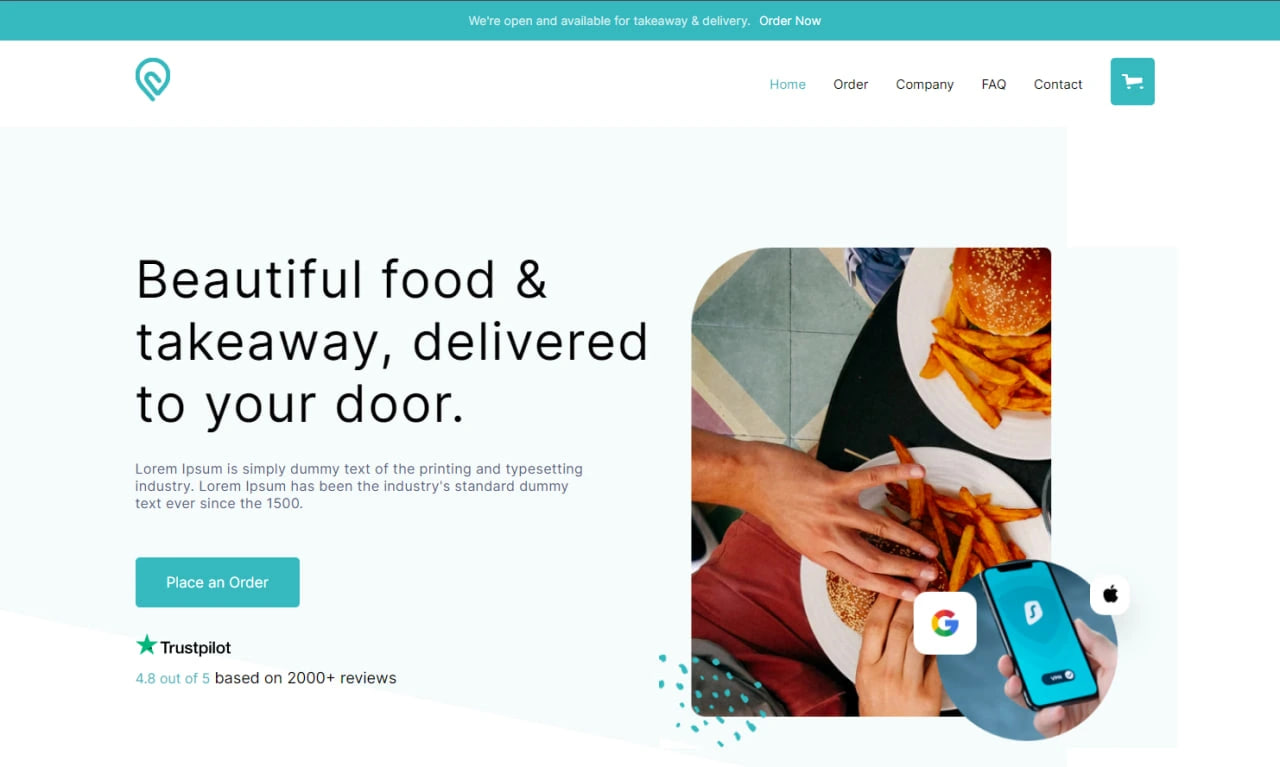 We're open and available for takeaway & delivery. Order Now
Home Order Company FAQ Contact
Beautiful food &
takeaway, delivered
to your door.
Lorem Ipsum is simply dummy text of the printing and typesetting
industry. Lorem Ipsum has been the industry's standard dummy
text ever since the 1500.
Place an Order
Trustpilot
4.8 out of 5 based on 2000+ reviews
G
VPN